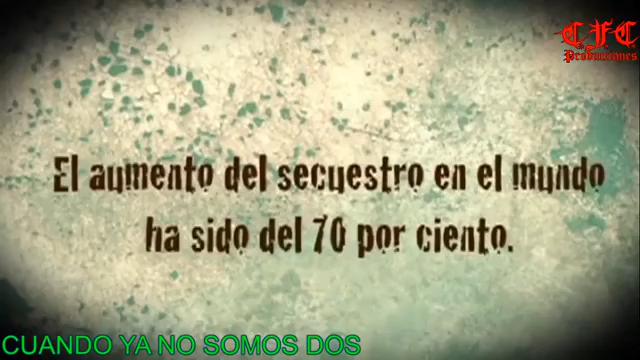 CFC
Producciones
El aumento del secuestro en el mundo
ha sido del 70 por ciento.
CUANDO YA NO SOMOS DOS